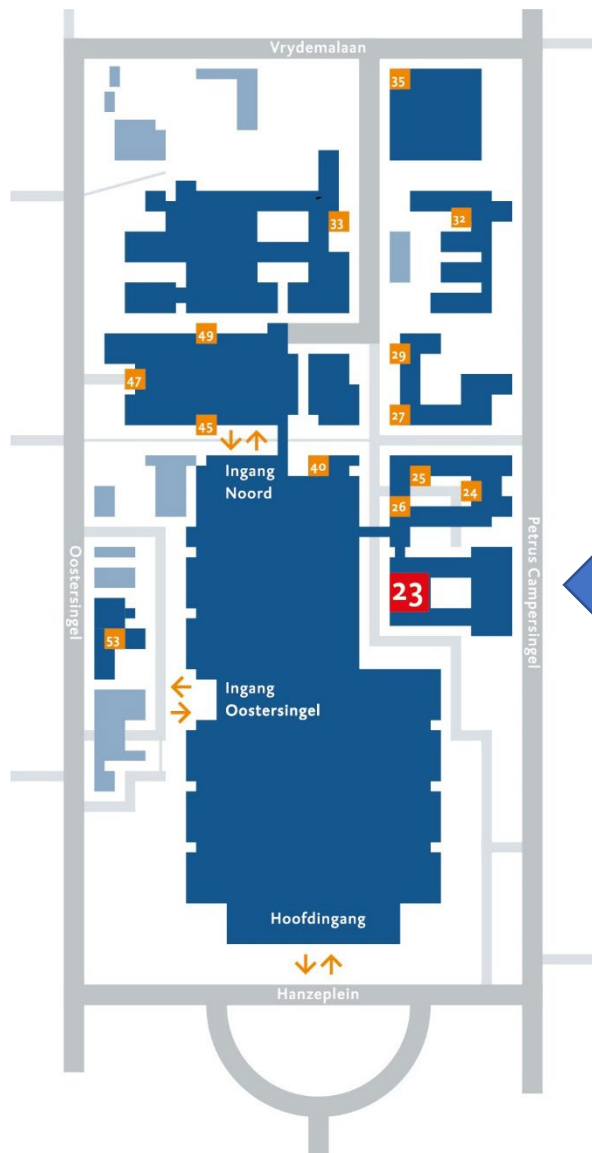 Vrydemalaan
35
32
33
49
29
47
27
45
Ingang
Noord
40
25
24
26
Oostersingel
Petrus Campersingel
23
53
Ingang
Oostersingel
Hoofdingang
Hanzeplein